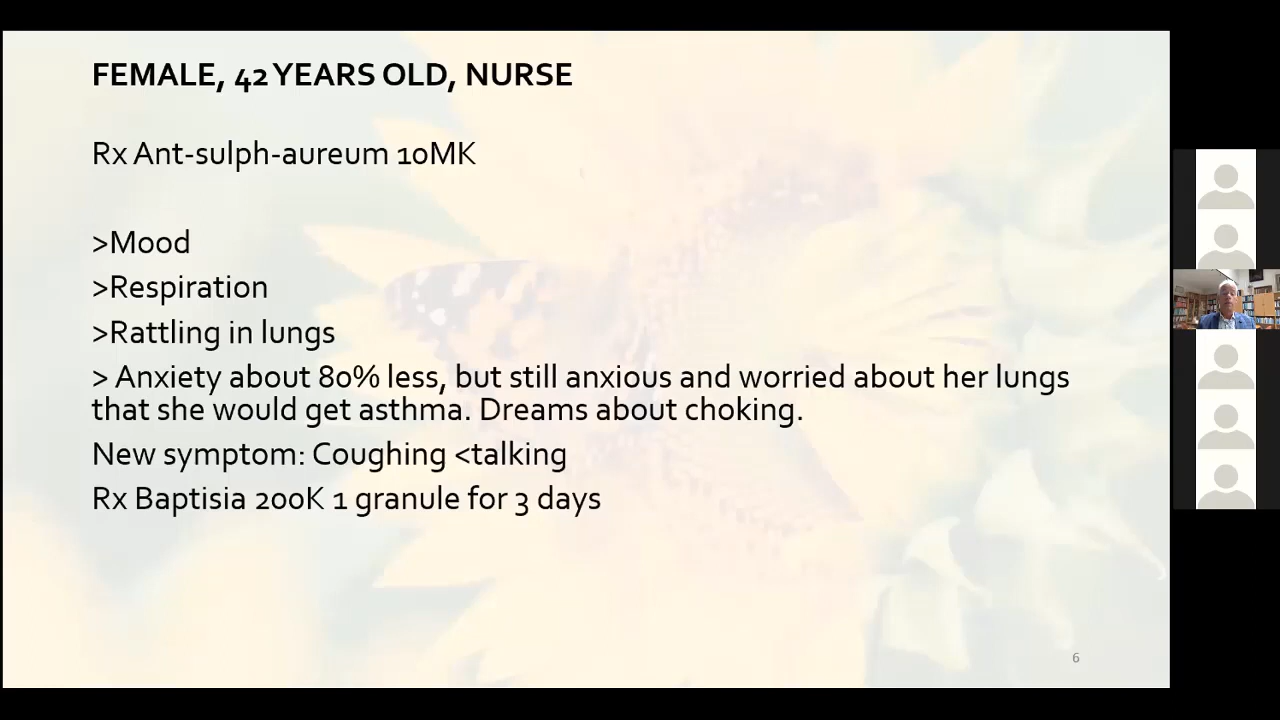 FEMALE, 42 YEARS OLD, NURSE
Rx Ant-sulph-aureum 10MK
>Mood
>Respiration
>Rattling in lungs
> Anxiety about 80% less, but still anxious and worried about her lungs
that she would get asthma. Dreams about choking.
New symptom: Coughing <talking
Rx Baptisia 200K 1 granule for 3 days
6